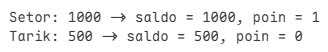 Setor: 1000 → saldo = 1000, poin = 1
Tarik: 500 → saldo = 500, poin = 0